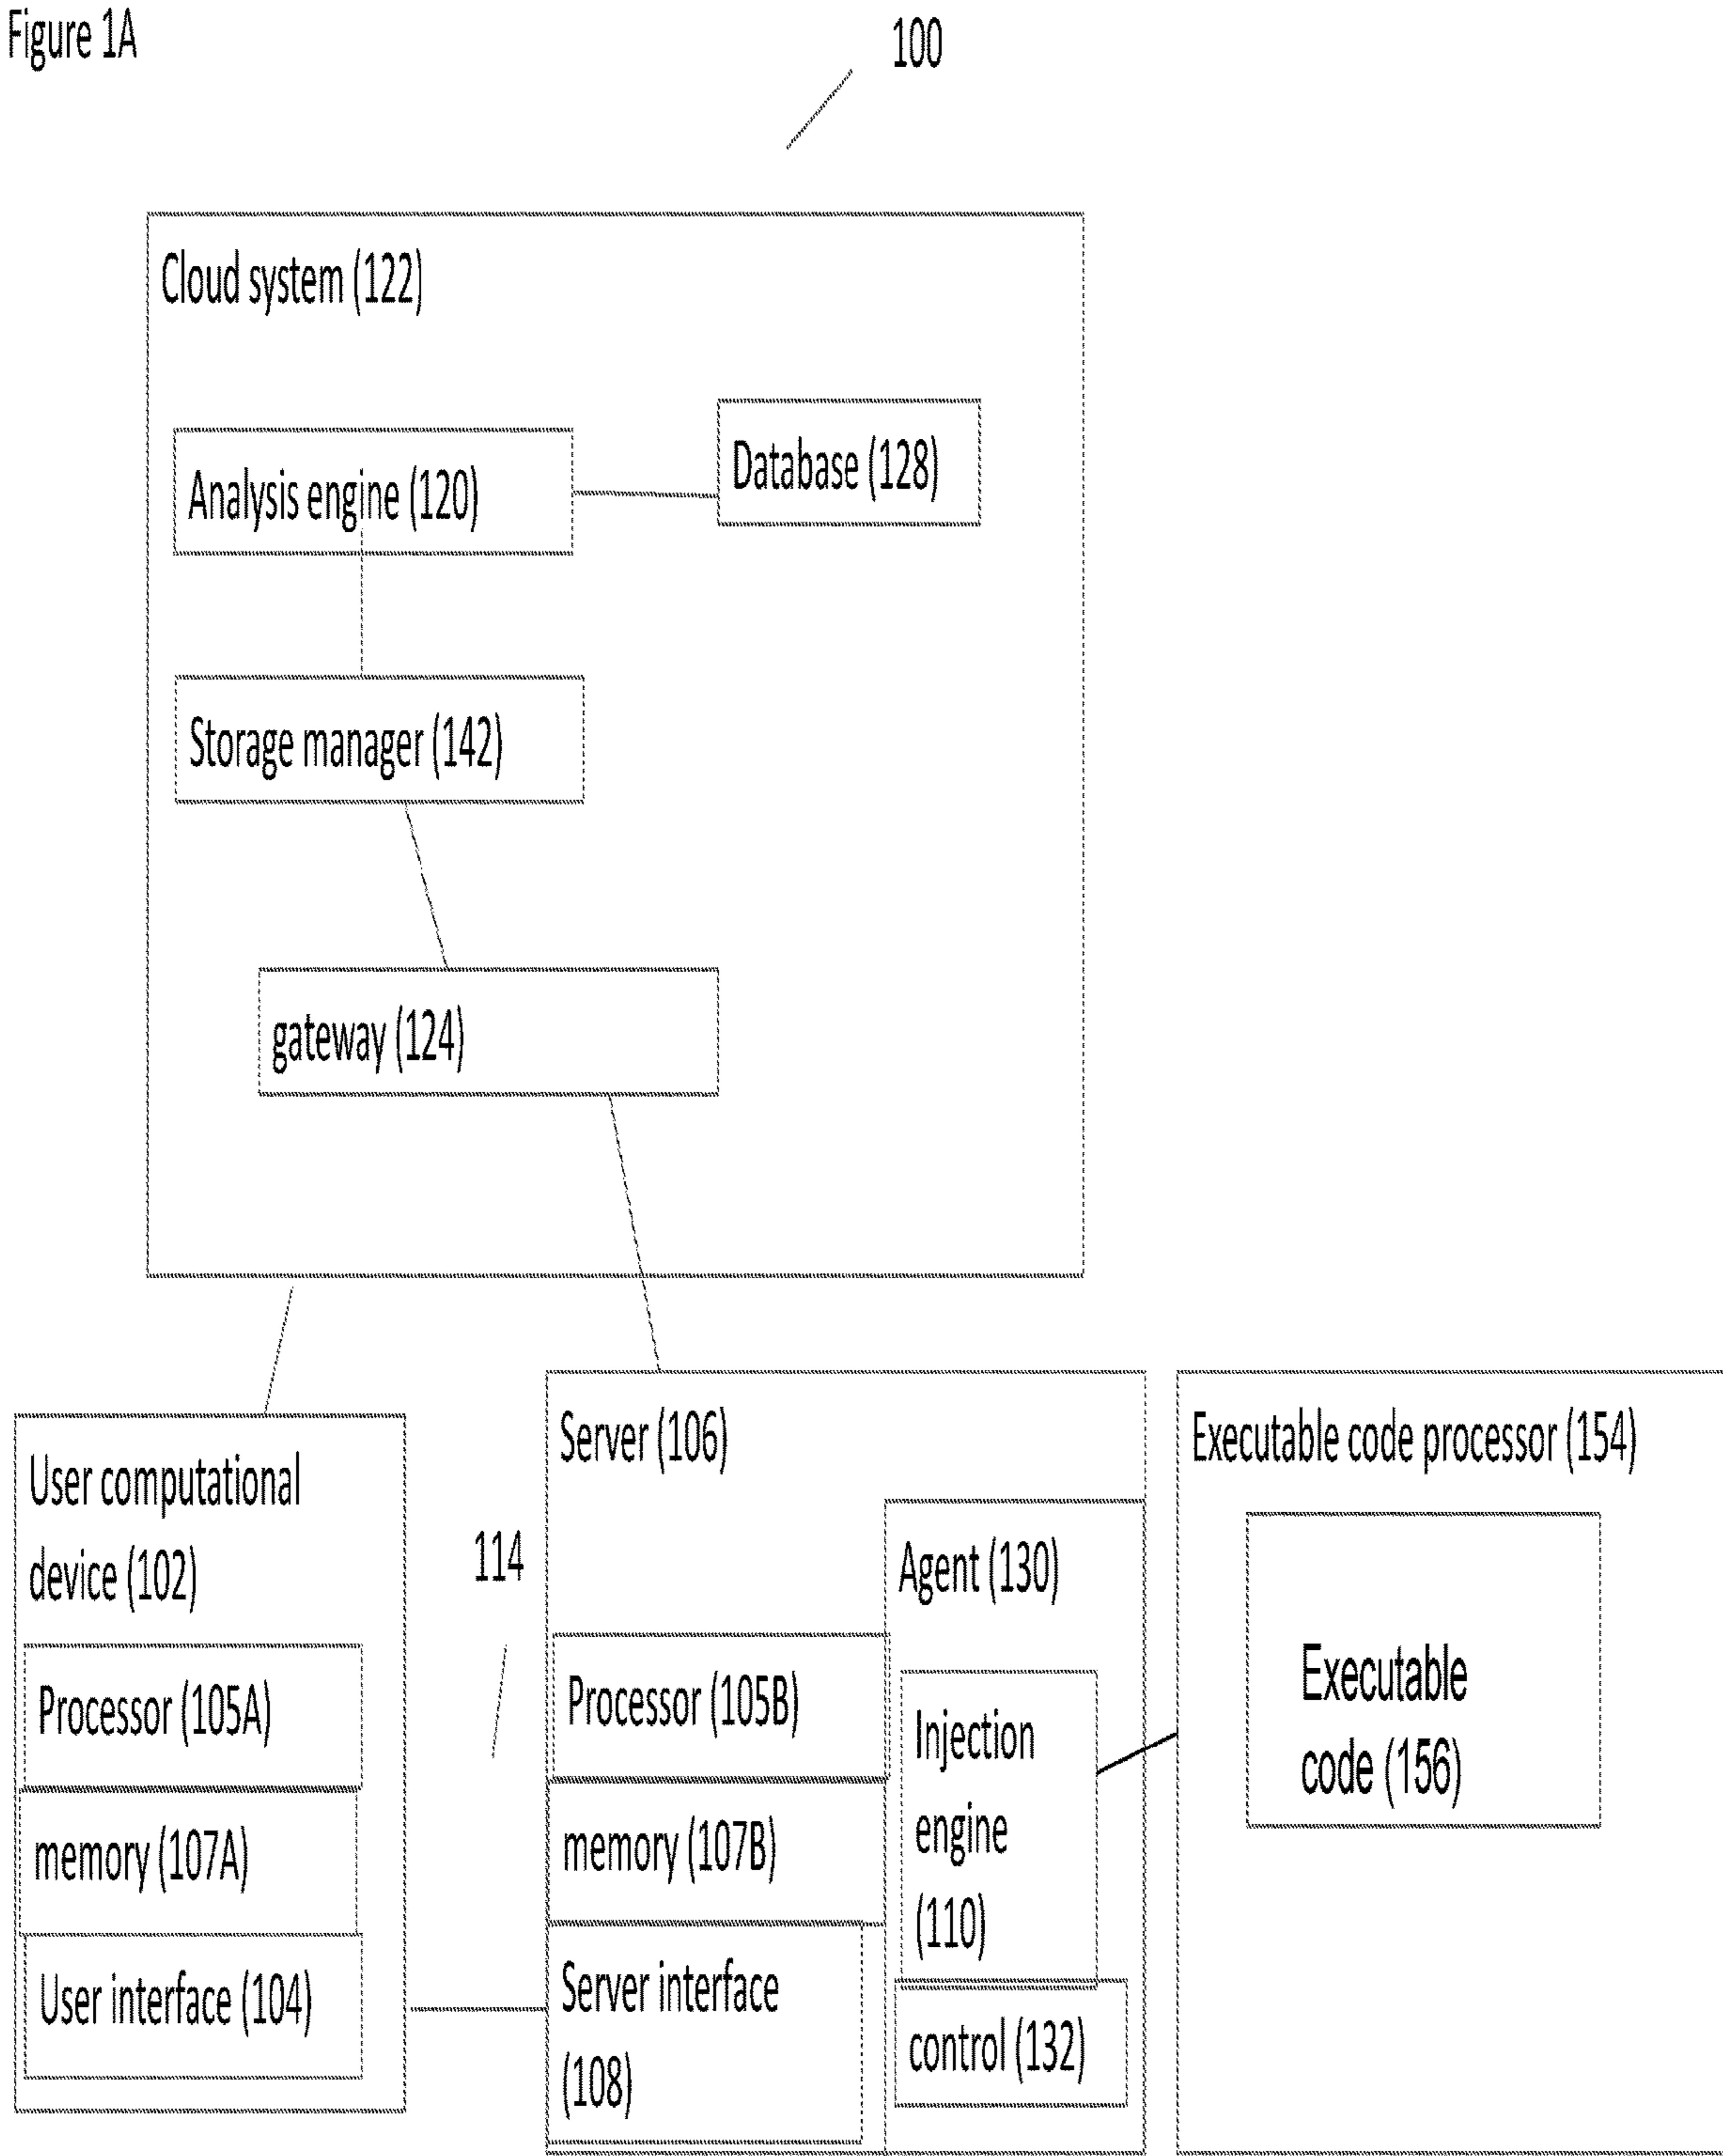 Figure 1A
100
Cloud system (122)
Database (128)
Analysis engine (120)
Storage manager (142)
gateway (124)
User computational
device (102)
Processor (105A)
memory (107A)
User interface (104)
114
Server (106)
Processor (105B)
memory (107B)
Server interface
(108)
Agent (130)
Injection
engine
(110)
control (132)
Executable code processor (154)
Executable
code (156)